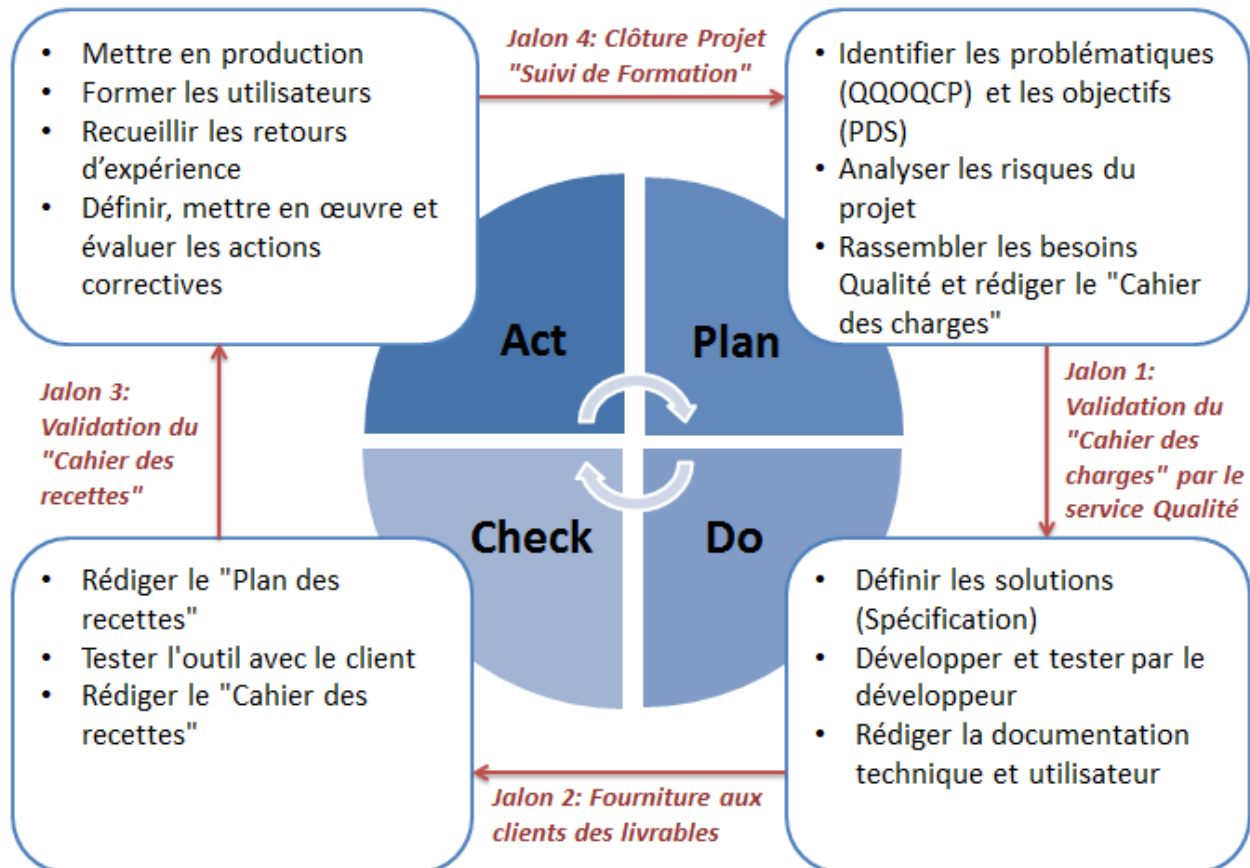 • Mettre en production
• Former les utilisateurs
• Recueillir les retours
d’expérience
• Définir, mettre en œuvre et
évaluer les actions
correctives
Jalon 4: Clôture Projet
"Suivi de Formation"
• Identifier les problématiques
(QQOQCP) et les objectifs
(PDS)
• Analyser les risques du
projet
• Rassembler les besoins
Qualité et rédiger le "Cahier
des charges"
Act
Plan
Jalon 3:
Validation du
"Cahier des
recettes"
Jalon 1:
Validation du
"Cahier des
charges" par le
service Qualité
Check
Do
• Rédiger le "Plan des
recettes"
• Tester l'outil avec le client
• Rédiger le "Cahier des
recettes"
• Définir les solutions
(Spécification)
• Développer et tester par le
développeur
• Rédiger la documentation
technique et utilisateur
Jalon 2: Fourniture aux
clients des livrables